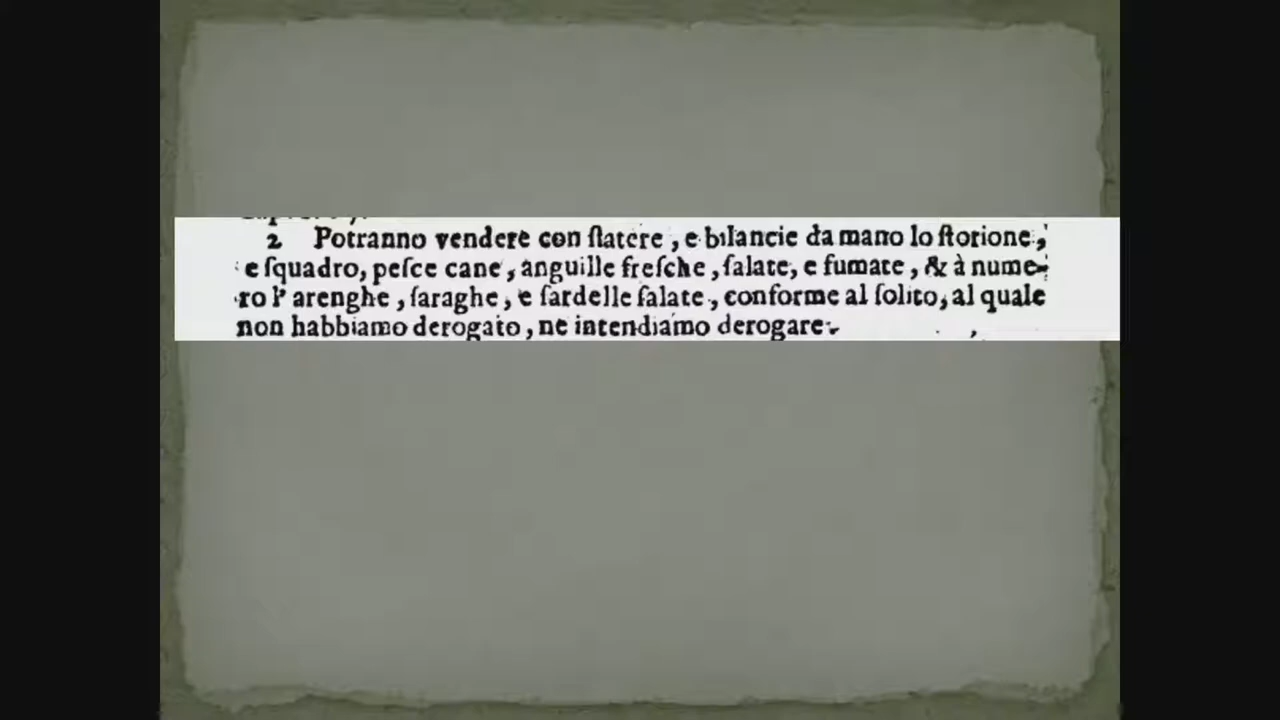 2 Potranno vendere con ſtatere, e bilancie da mano lo ſtorione,
e ſquadro, peſce cane, anguille freſche, ſalate, e fumate, & à nume-
ro l' arenghe, ſaraghe, e ſardelle ſalate, conforme al ſolito, al quale
non habbiamo derogato, ne intendiamo derogare.